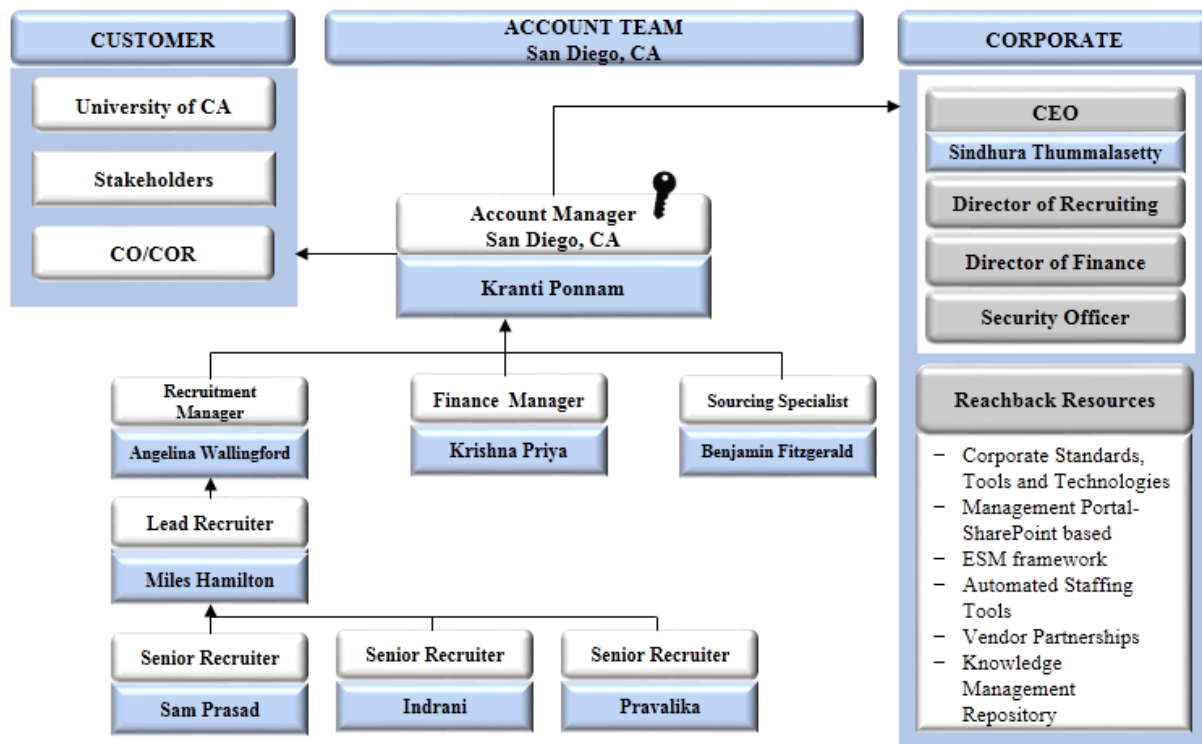 CUSTOMER
University of CA
Stakeholders
CO/COR
ACCOUNT TEAM
San Diego, CA
Account Manager
San Diego, CA
Kranti Ponnam
Recruitment
Manager
Angelina Wallingford
Finance Manager
Krishna Priya
Sourcing Specialist
Benjamin Fitzgerald
Lead Recruiter
Miles Hamilton
Senior Recruiter
Sam Prasad
Senior Recruiter
Indrani
Senior Recruiter
Pravalika
CORPORATE
CEO
Sindhura Thummalasetty
Director of Recruiting
Director of Finance
Security Officer
Reachback Resources
− Corporate Standards,
Tools and Technologies
− Management Portal-
SharePoint based
− ESM framework
− Automated Staffing
Tools
− Vendor Partnerships
− Knowledge
Management
Repository